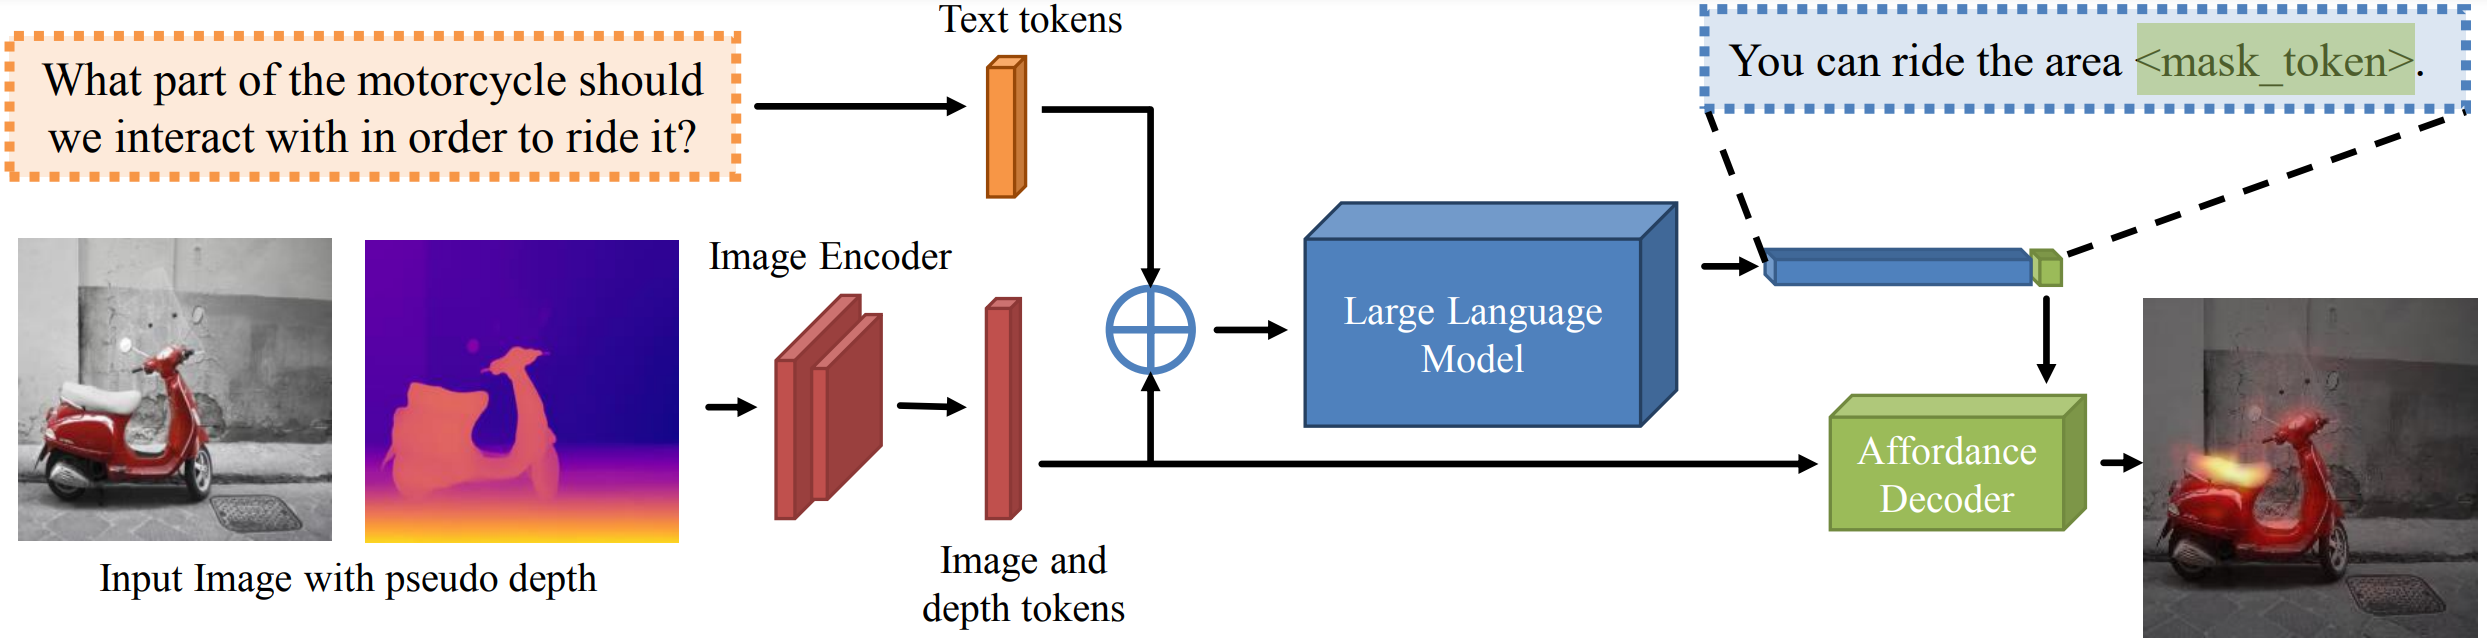 Text tokens
What part of the motorcycle should
we interact with in order to ride it?
You can ride the area <mask_token>.
Image Encoder
Large Language
Model
Affordance
Decoder
Input Image with pseudo depth
Image and
depth tokens